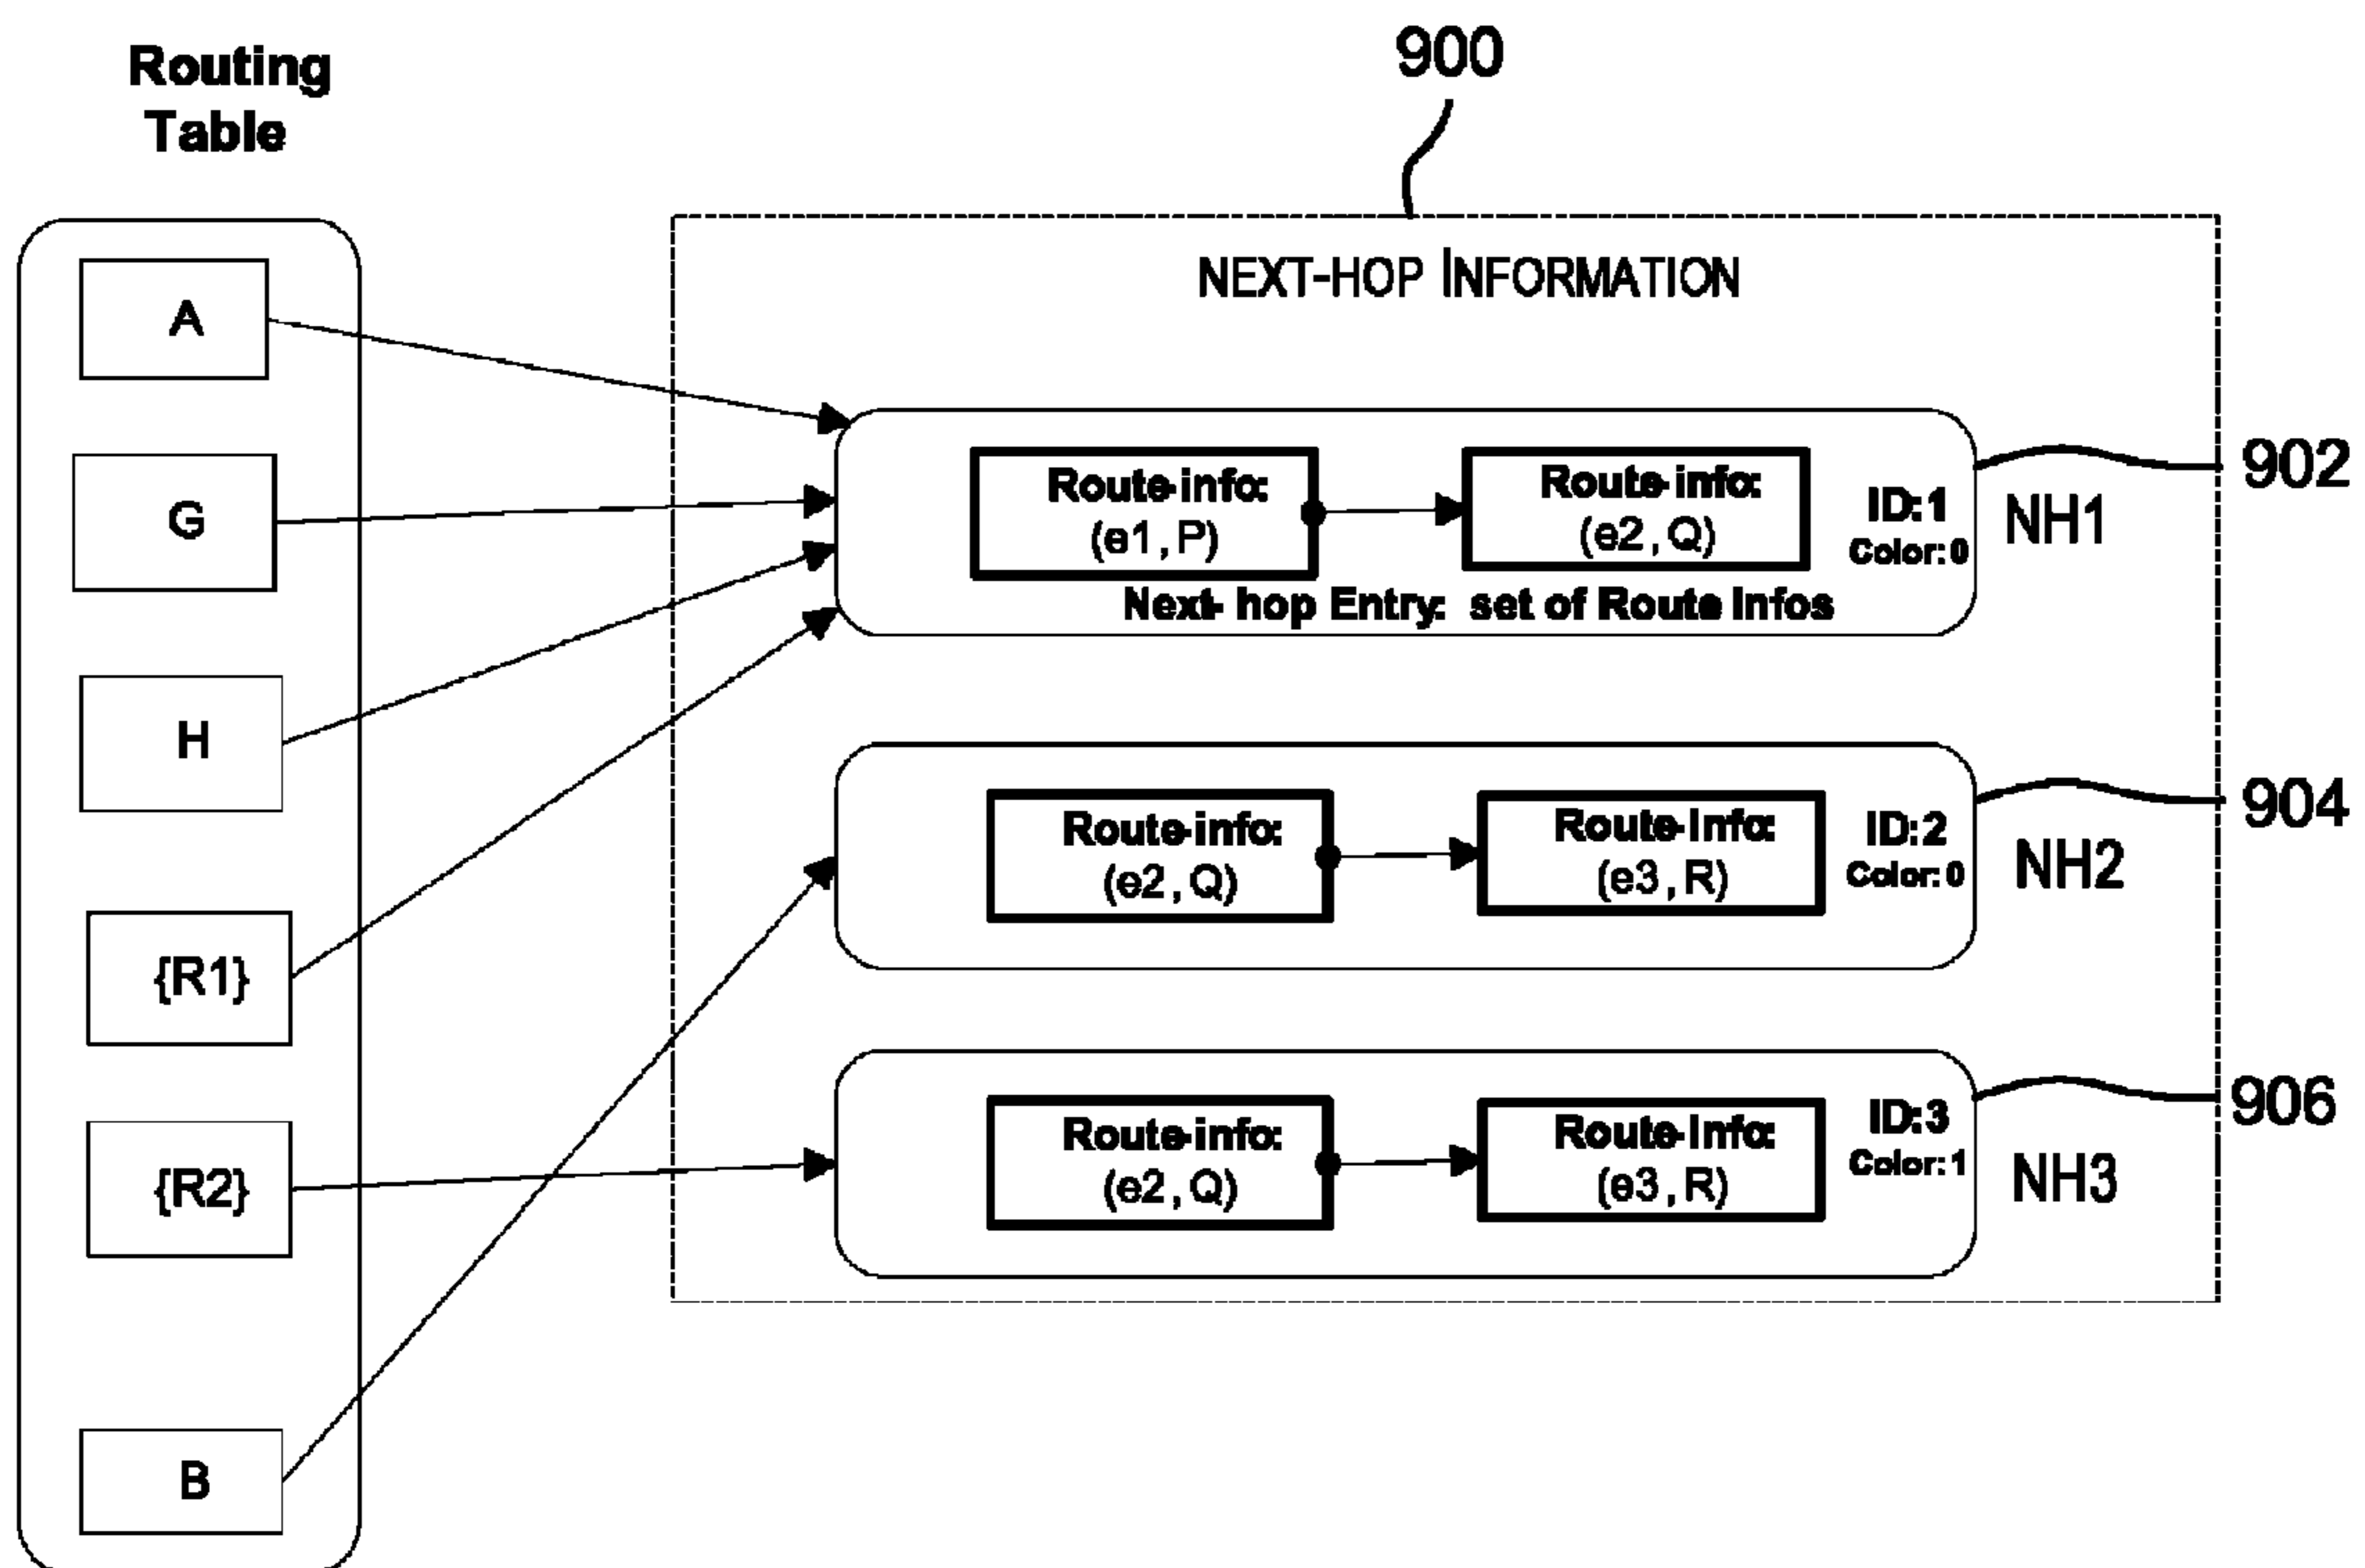 900
Routing
Table
NEXT-HOP INFORMATION
A
G
H
{R1}
{R2}
B
Route-info:
(e1, P)
Route-info:
(e2, Q)
ID:1
Color:0
NH1
902
Next- hop Entry: set of Route Infos
Route-info:
(e2, Q)
Route-Info:
(e3, R)
ID:2
Color:0
NH2
904
Route-info:
(e2, Q)
Route-Info:
(e3, R)
ID:3
Color:1
NH3
906